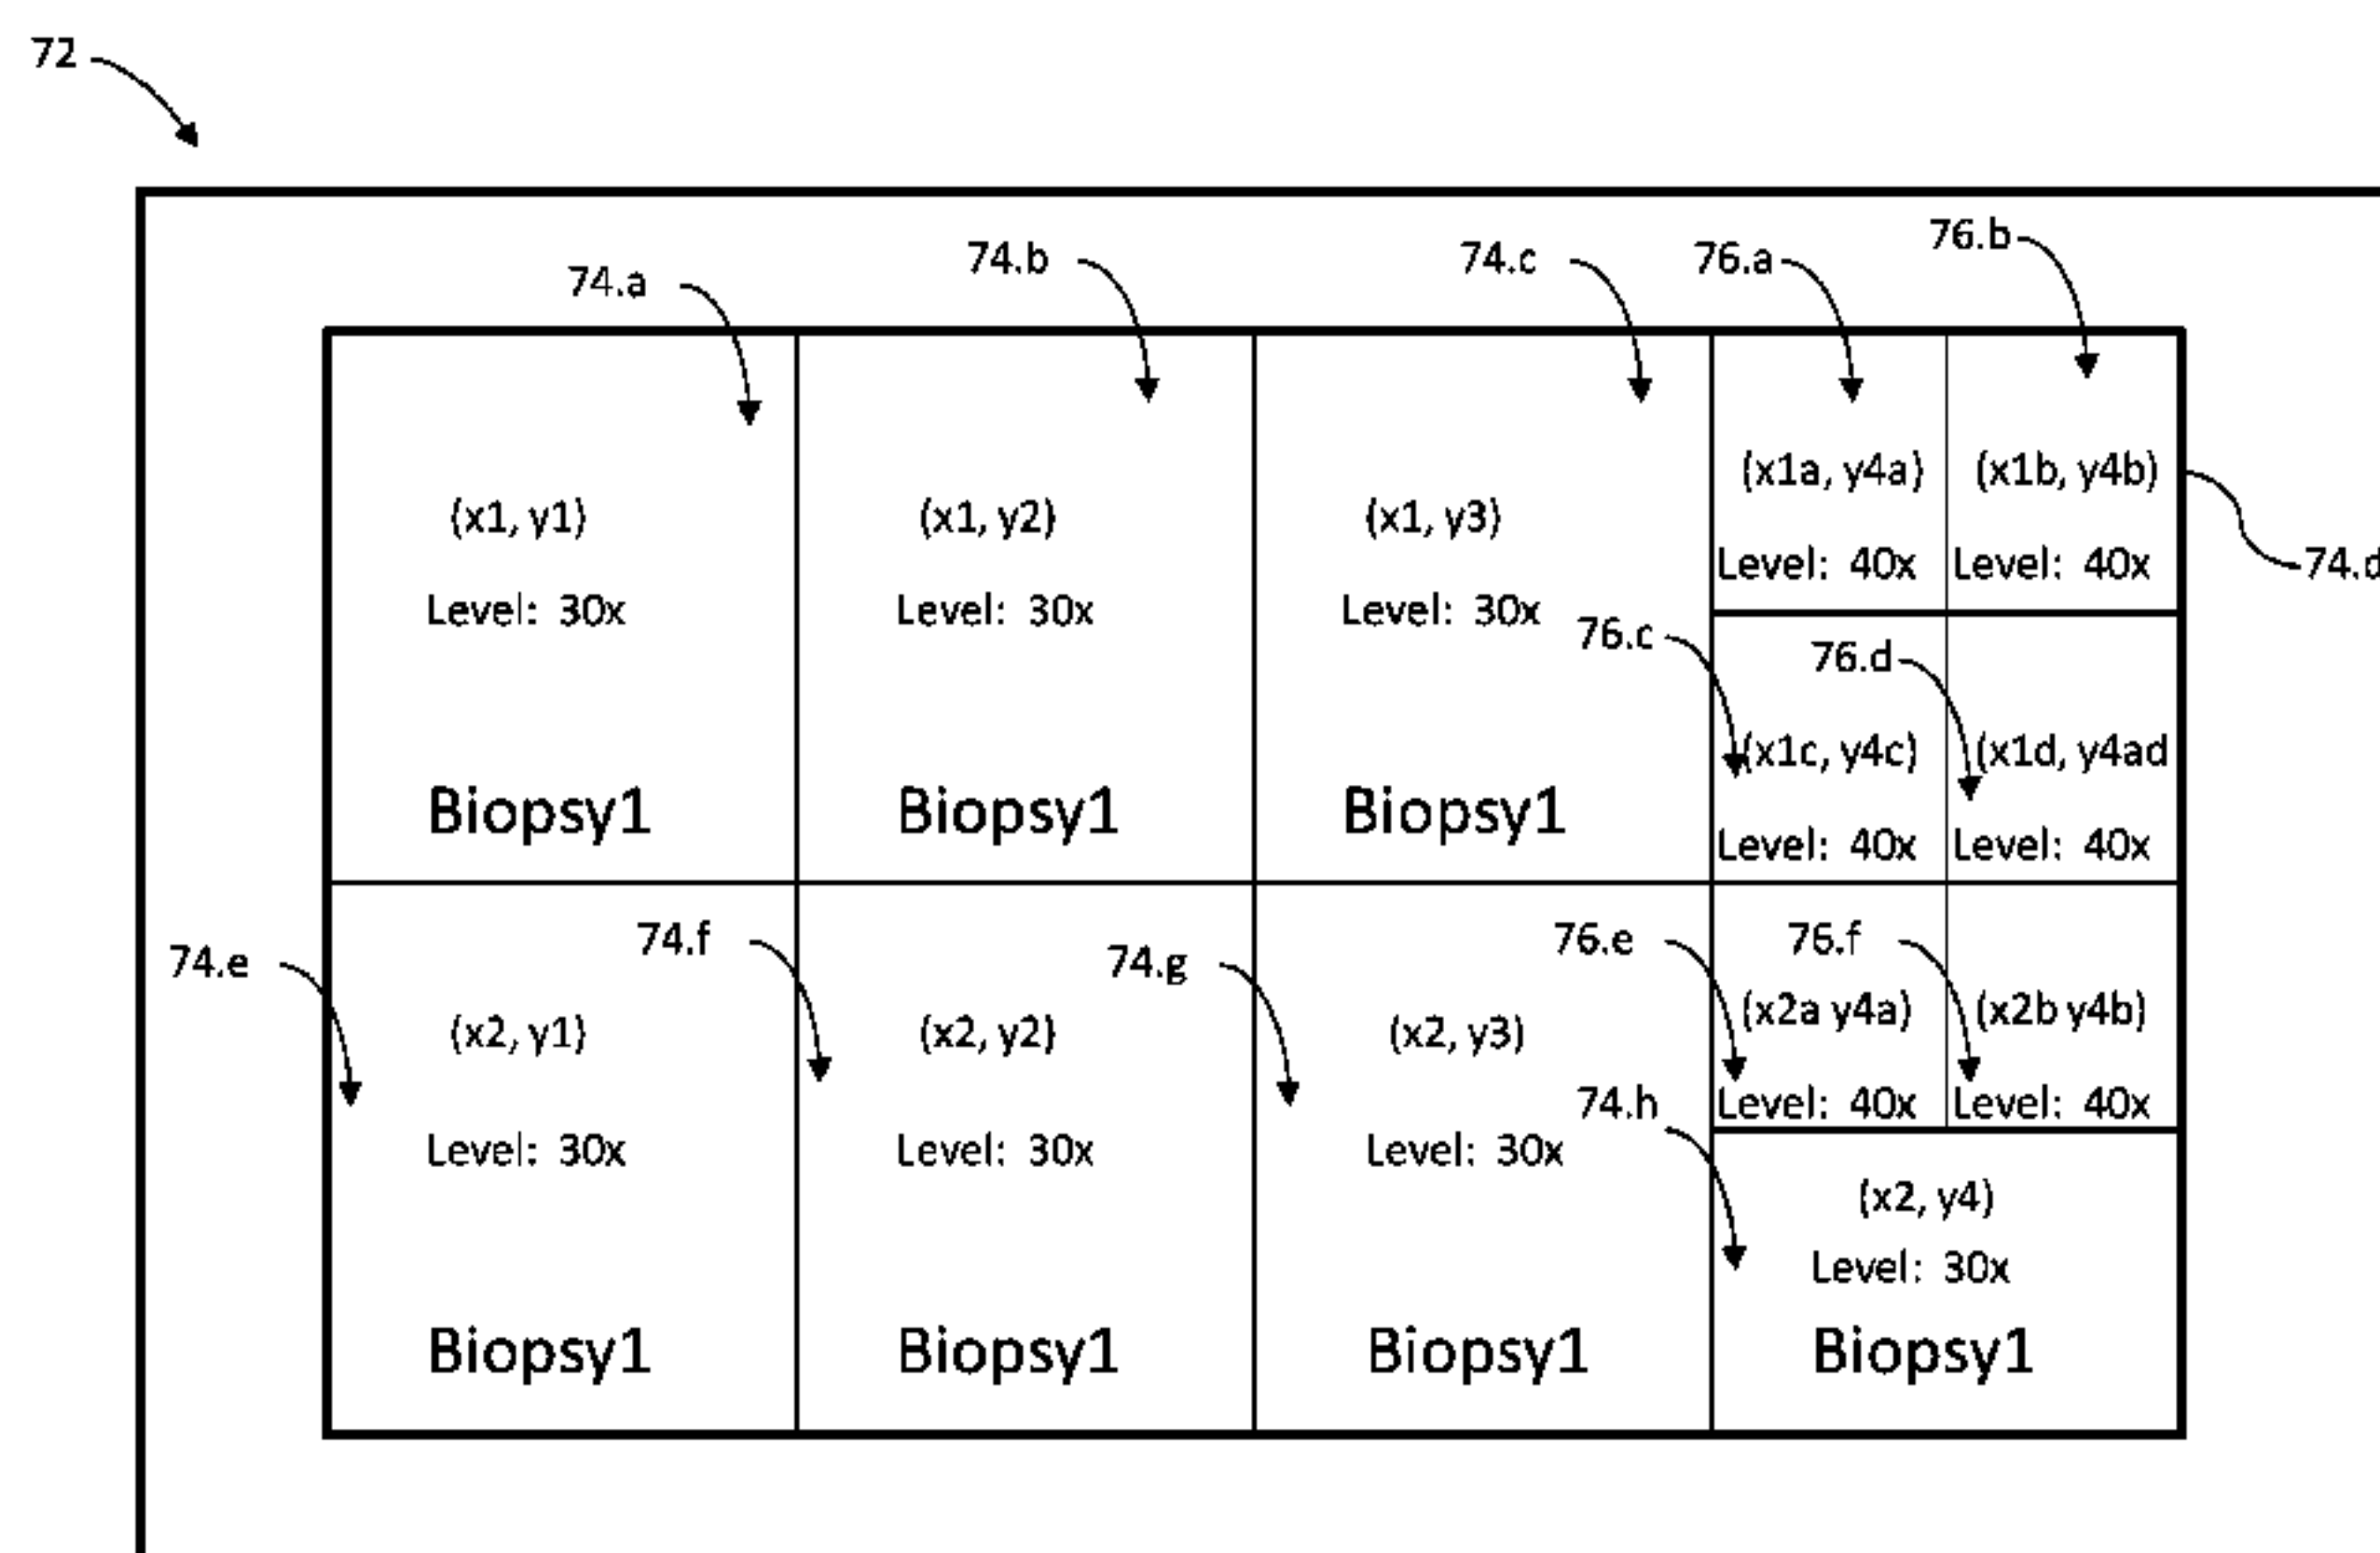 72
76.b
74.a
74.b
74.c
76.a
(x1, y1)
Level: 30x
Biopsy1
(x1, y2)
Level: 30x
Biopsy1
(x1, y3)
Level: 30x
Biopsy1
(x1a, y4a)
Level: 40x
(x1b, y4b)
Level: 40x
74.d
76.c
76.d
(x1c, y4c)
Level: 40x
(x1d, y4ad
Level: 40x
74.e
(x2, y1)
Level: 30x
Biopsy1
74.f
(x2, y2)
Level: 30x
Biopsy1
74.g
(x2, y3)
Level: 30x
Biopsy1
76.e
76.f
(x2a y4a)
Level: 40x
(x2b y4b)
Level: 40x
74.h
(x2, y4)
Level: 30x
Biopsy1